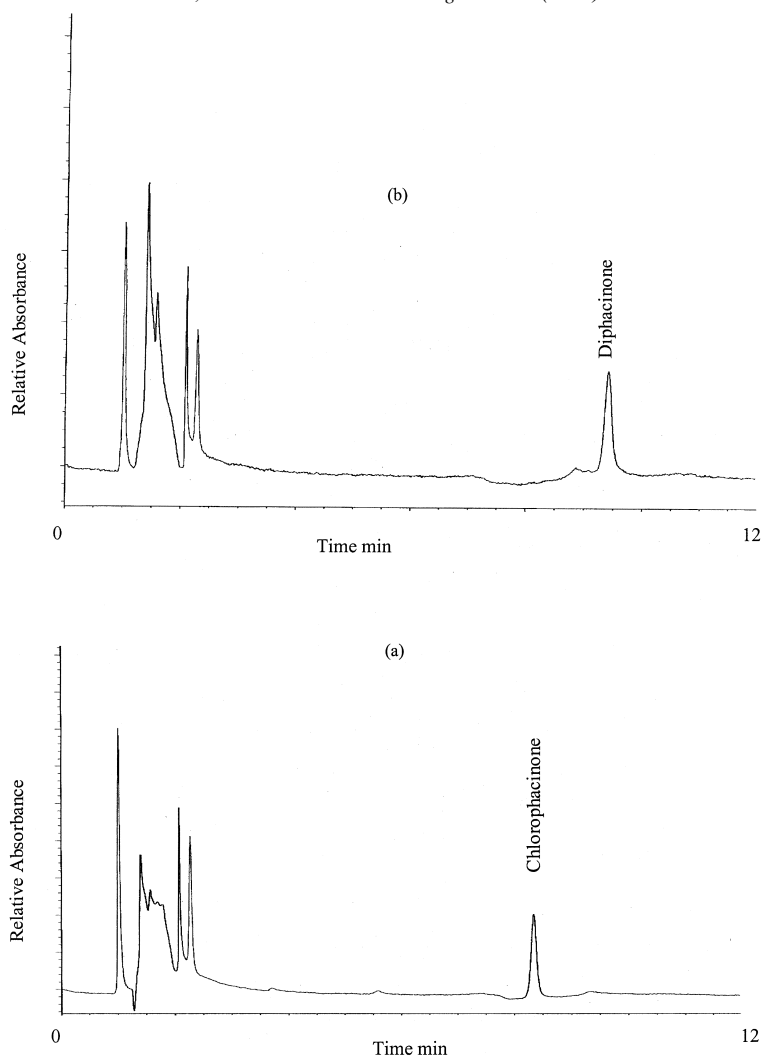 (b)
Relative Absorbance
Diphacinone
0
12
Time min
(a)
Relative Absorbance
Chlorophacinone
0
12
Time min